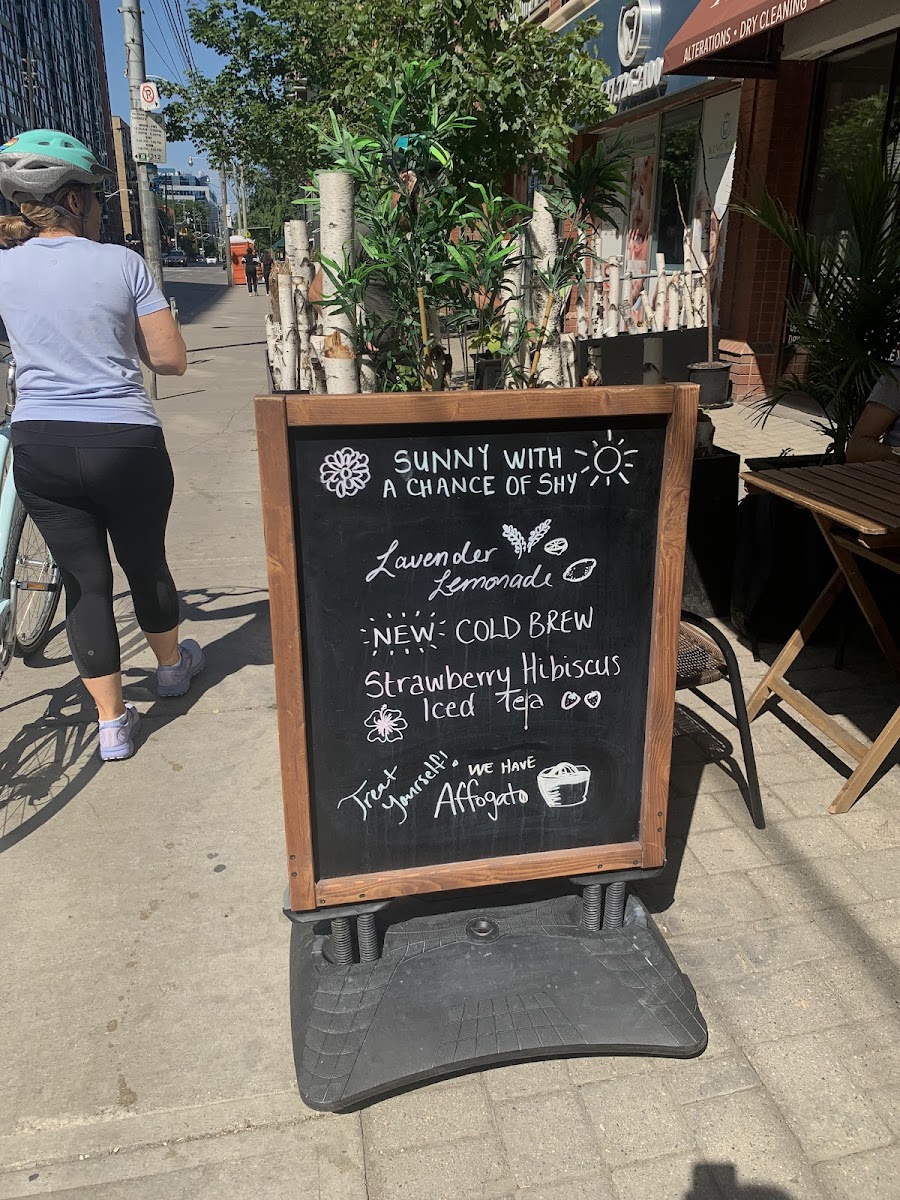 ALTERATIONS • DRY CLEANING
SUNNY WITH
A CHANCE OF SHY
Lavender
Lemonade
NEW COLD BREW
Strawberry Hibiscus
Iced Tea
Treat
Yourself!
WE HAVE
Affogato